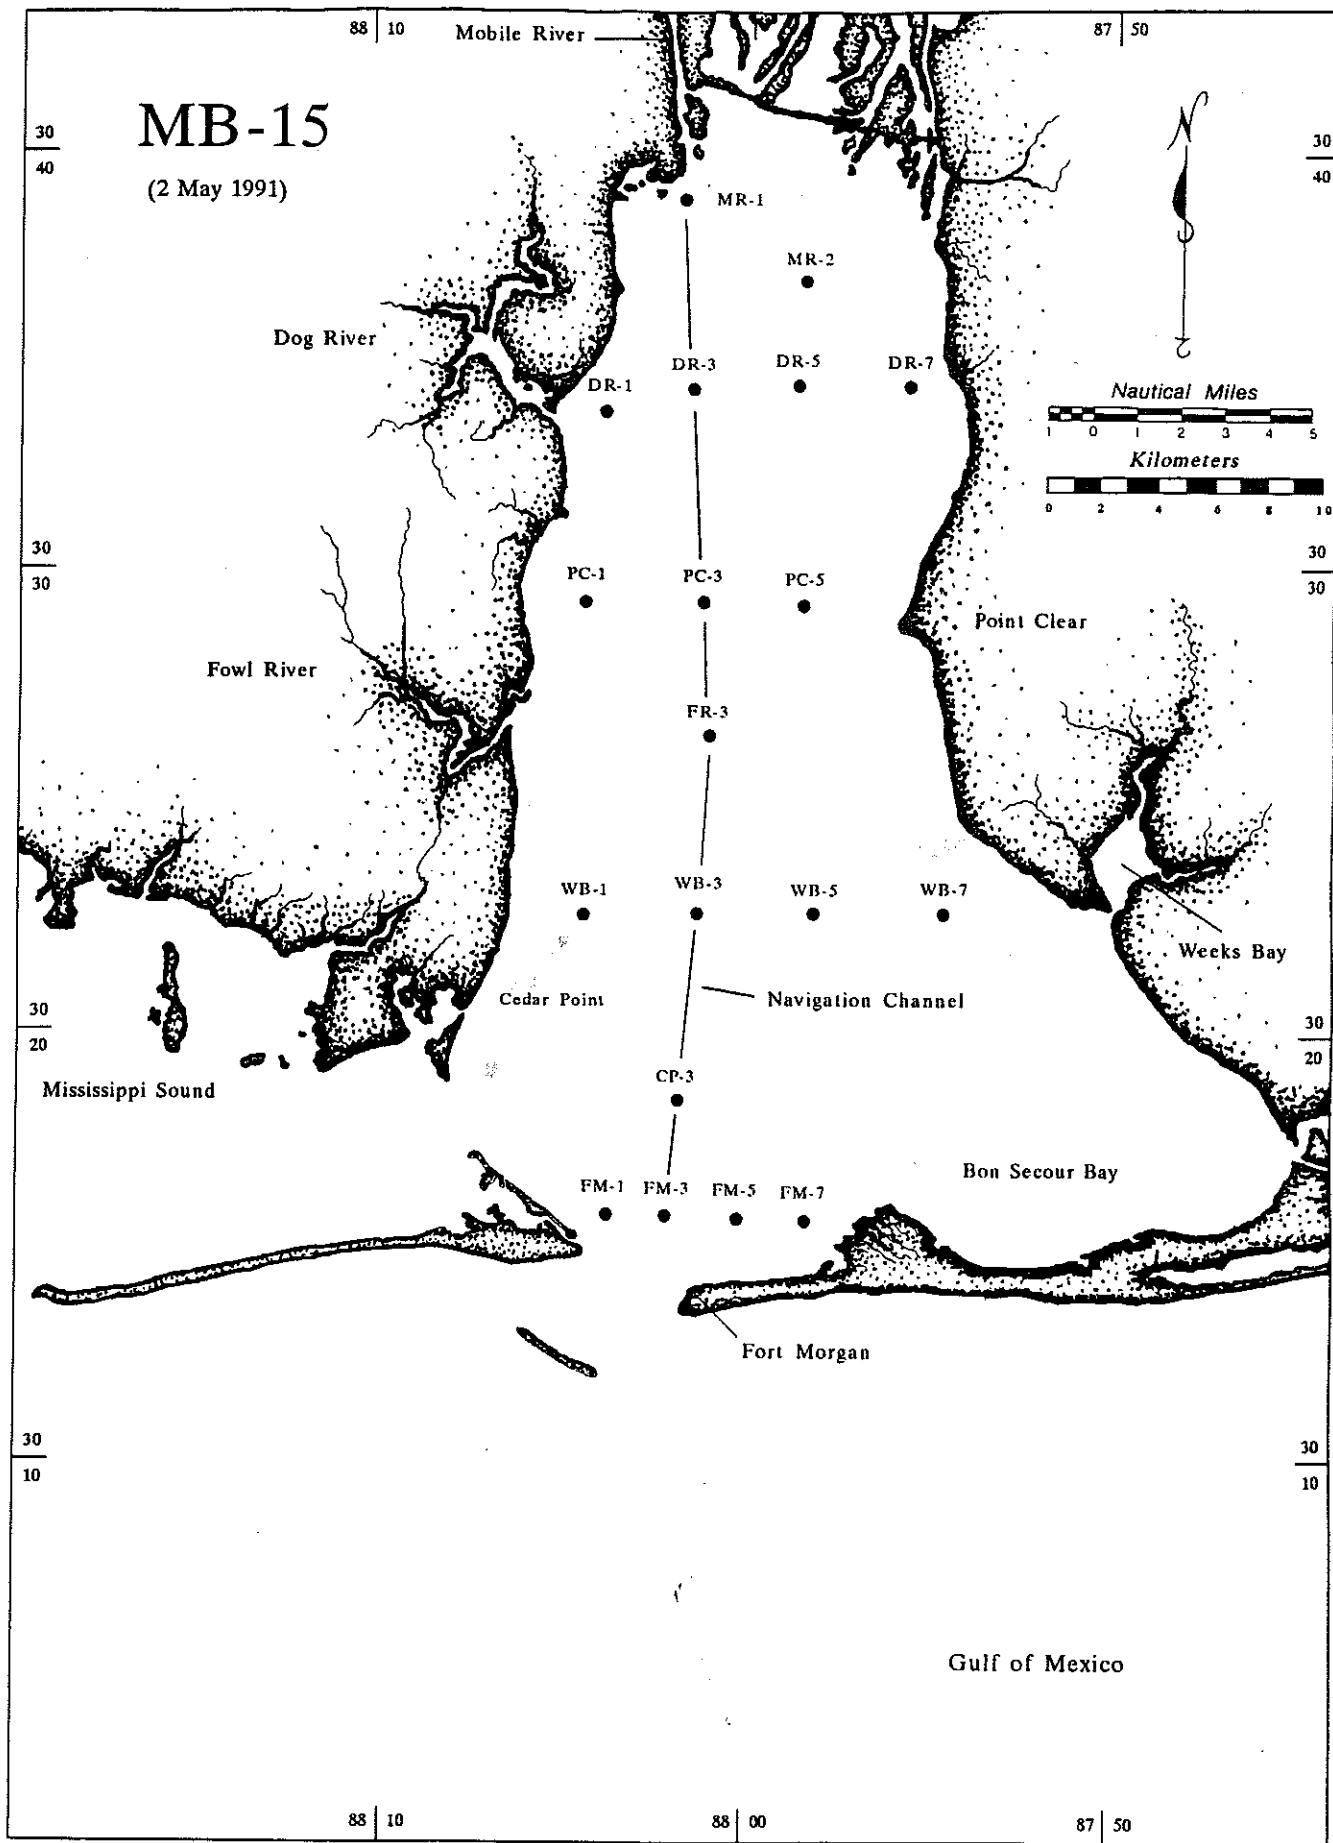 88 10
Mobile River
87 50
MB-15
(2 May 1991)
30
40
30
40
N
MR-1
MR-2
Dog River
DR-1
DR-3
DR-5
DR-7
Nautical Miles
1 0 1 2 3 4 5
Kilometers
0 2 4 6 8 10
30
30
30
30
PC-1
PC-3
PC-5
Point Clear
Fowl River
FR-3
WB-1
WB-3
WB-5
WB-7
Weeks Bay
Cedar Point
Navigation Channel
30
20
30
20
Mississippi Sound
CP-3
Bon Secour Bay
FM-1
FM-3
FM-5
FM-7
Fort Morgan
30
10
30
10
Gulf of Mexico
88 10
88 00
87 50